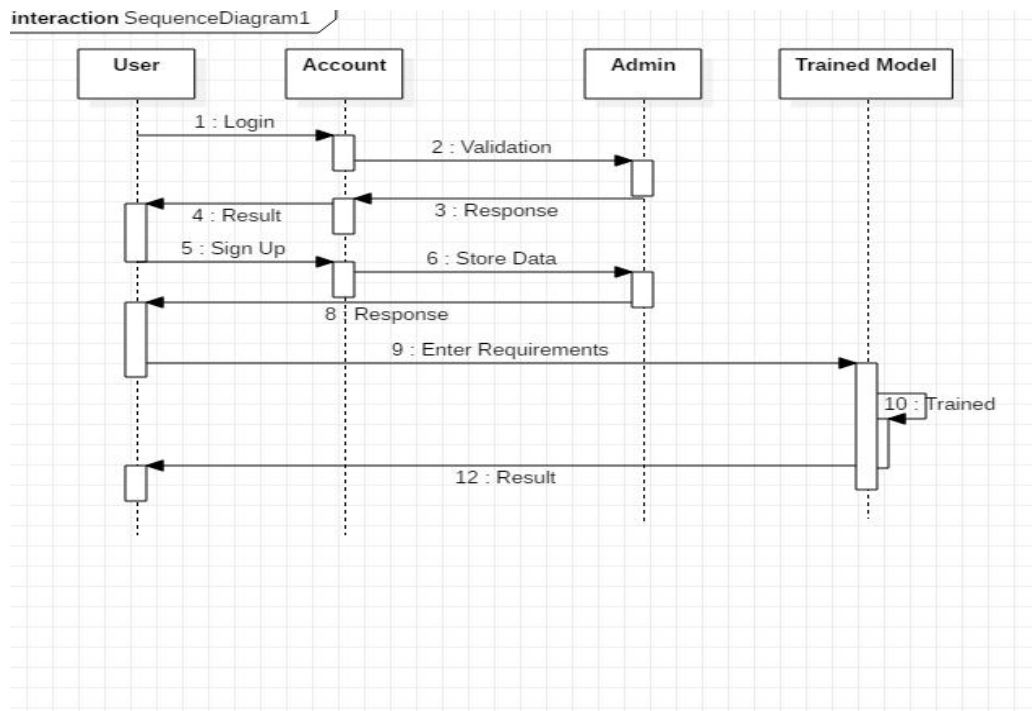 interaction SequenceDiagram1
User
Account
Admin
Trained Model
1 : Login
2 : Validation
3 : Response
4 : Result
5 : Sign Up
6 : Store Data
8 : Response
9 : Enter Requirements
10 : Trained
12 : Result